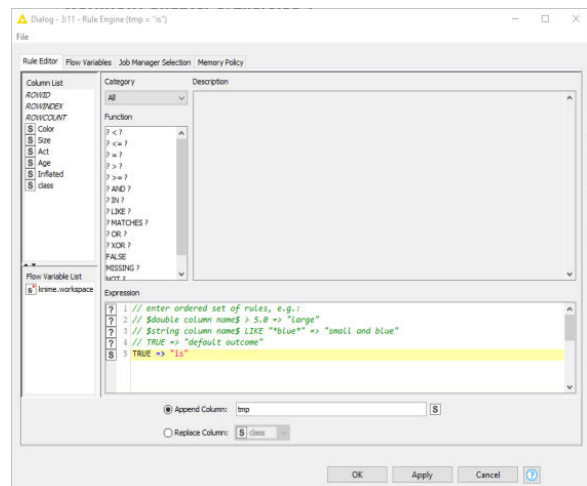 Dialog - 3:11 - Rule Engine (tmp = "is")
File
Rule Editor Flow Variables Job Manager Selection Memory Policy
Column List
ROWID
ROWINDEX
ROWCOUNT
S Color
S Size
S Act
S Age
S Inflated
S class
Flow Variable List
s knime.workspace
Category
All
Description
Function
? < ?
? <= ?
? = ?
? > ?
? >= ?
? AND ?
? IN ?
? LIKE ?
? MATCHES ?
? OR ?
? XOR ?
FALSE
MISSING ?
NOT ?
Expression
? 1 // enter ordered set of rules, e.g.:
? 2 // $double column name$ > 5.0 => "large"
? 3 // $string column name$ LIKE "*blue*" => "small and blue"
? 4 // TRUE => "default outcome"
S 5 TRUE => "is"
Append Column: tmp S
Replace Column: S class
OK Apply Cancel ?